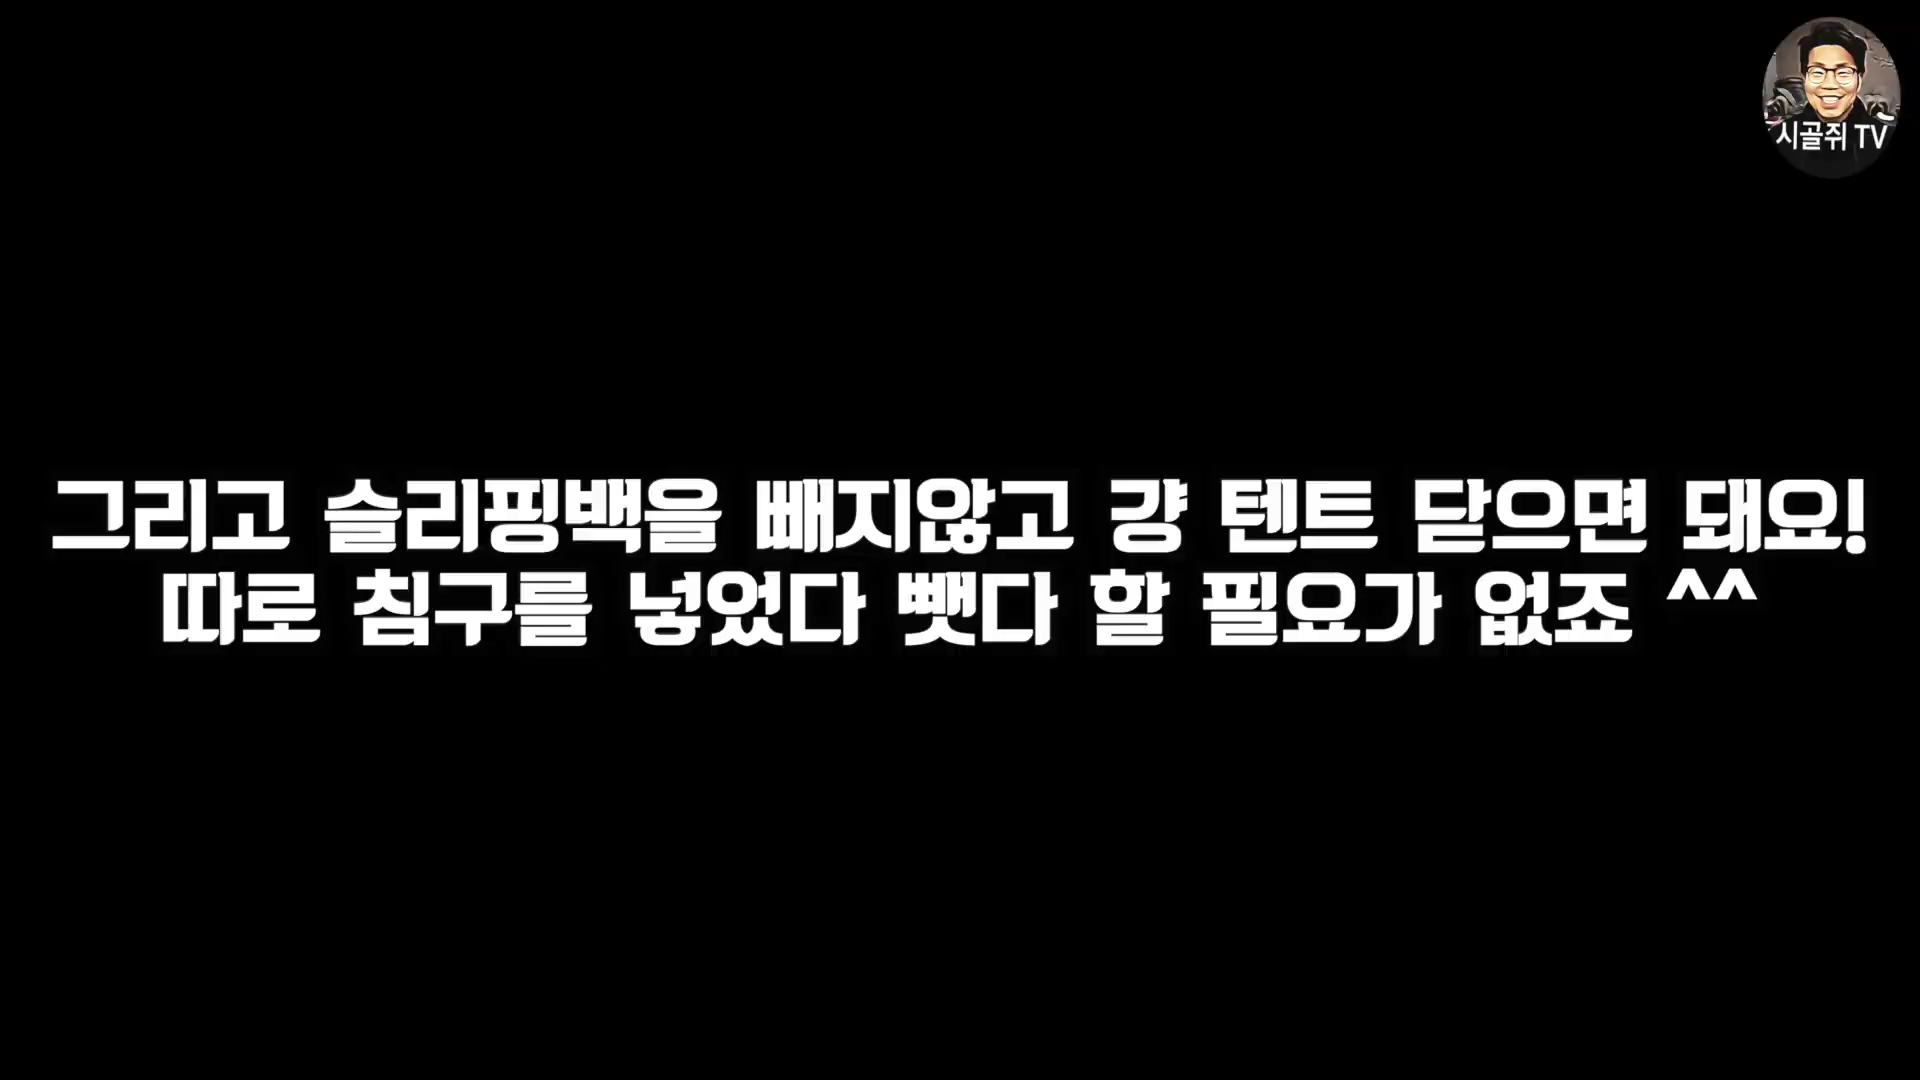 시골쥐 TV
그리고 슬리핑백을 빼지않고 걍 텐트 닫으면 돼요!
따로 침구를 넣었다 뺏다 할 필요가 없죠 ^^